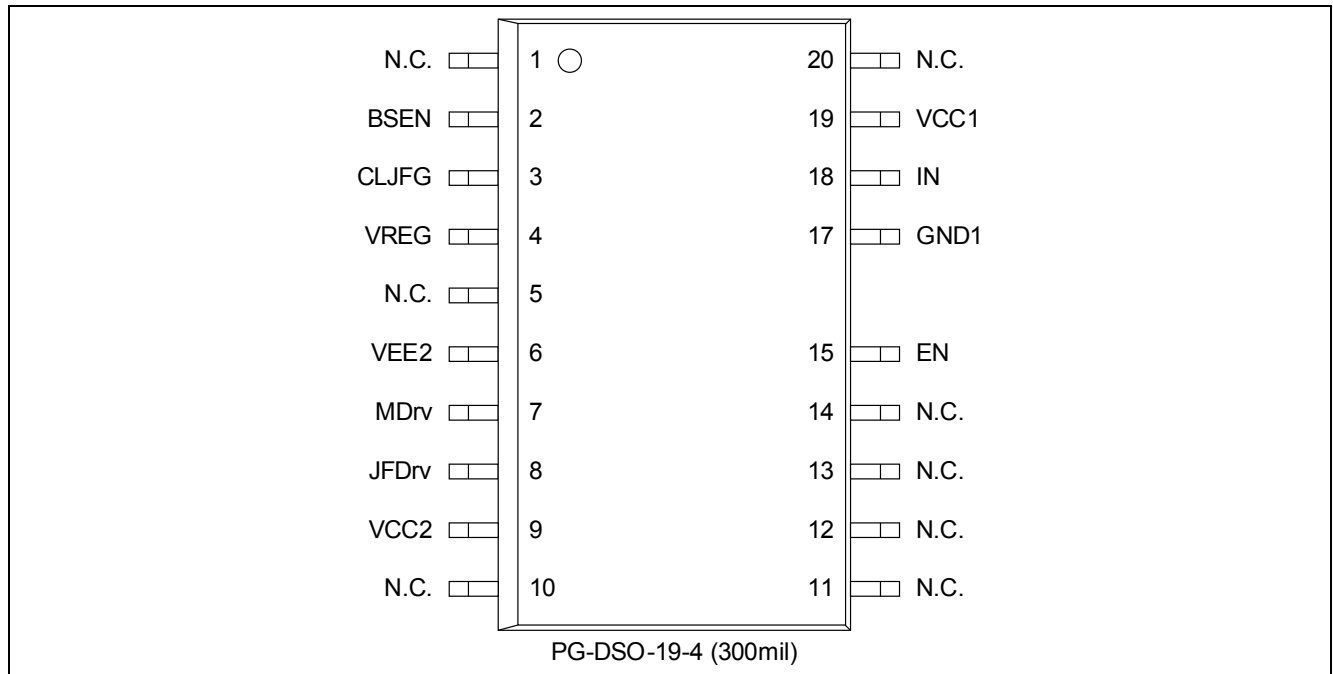 N.C. 1 20 N.C.
BSEN 2 19 VCC1
CLJFG 3 18 IN
VREG 4 17 GND1
N.C. 5
VEE2 6 15 EN
MDrv 7 14 N.C.
JFDrv 8 13 N.C.
VCC2 9 12 N.C.
N.C. 10 11 N.C.
PG-DSO-19-4 (300mil)